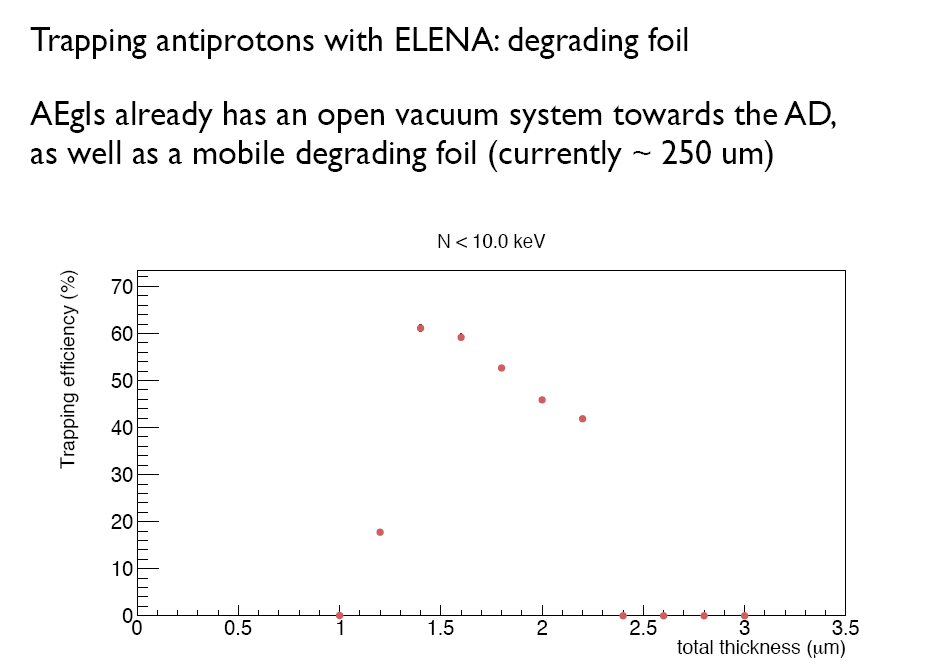 Trapping antiprotons with ELENA: degrading foil
AEgIs already has an open vacuum system towards the AD,
as well as a mobile degrading foil (currently ~ 250 um)
N < 10.0 keV
Trapping efficiency (%)
70
60
50
40
30
20
10
0
0 0.5 1 1.5 2 2.5 3 3.5
total thickness (μm)